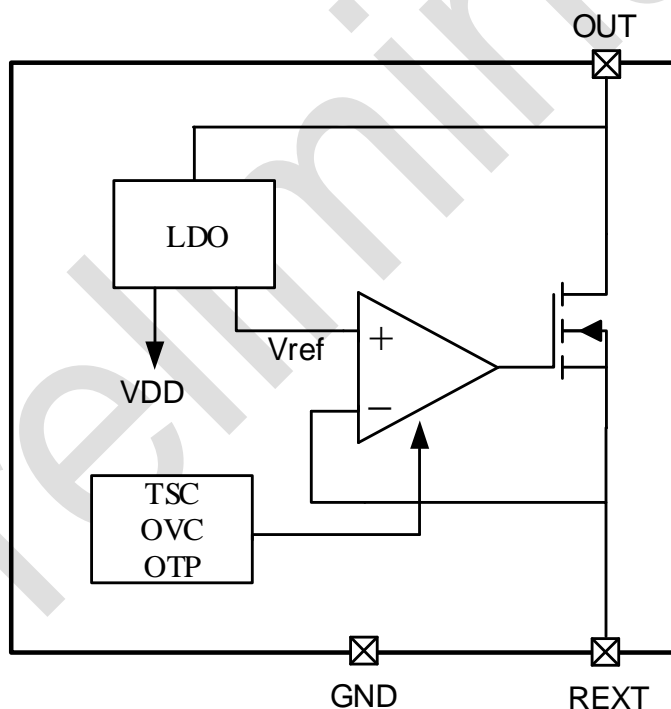 OUT
LDO
Vref
+
VDD
−
TSC
OVC
OTP
GND
REXT